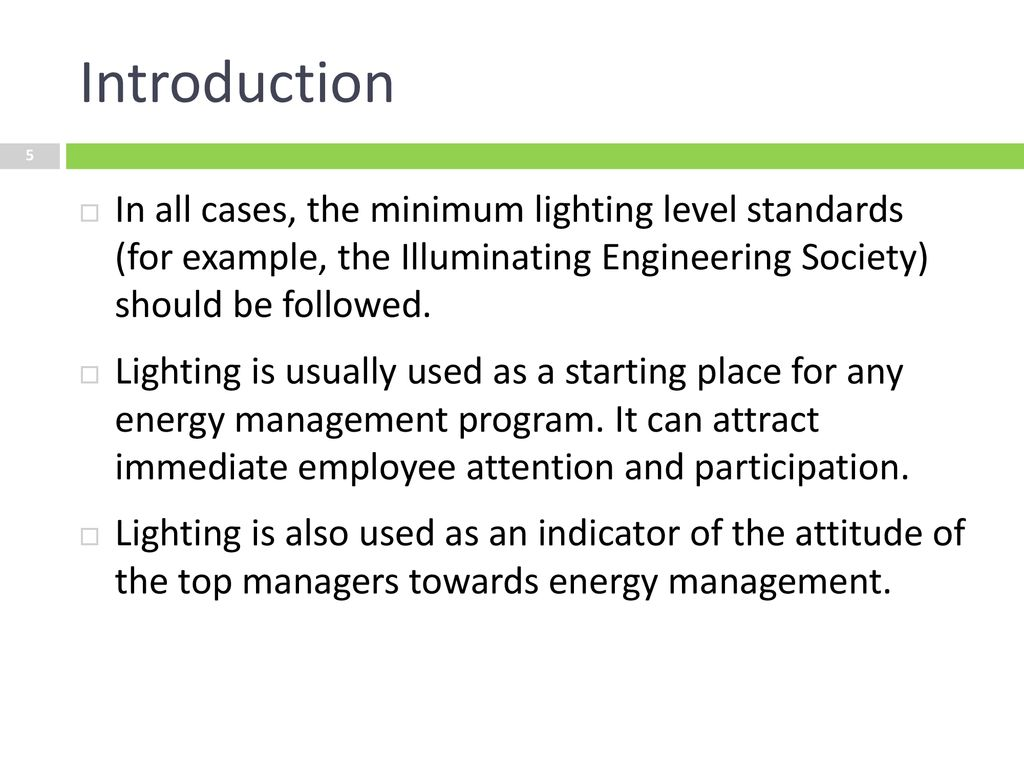 Introduction
5
In all cases, the minimum lighting level standards
(for example, the Illuminating Engineering Society)
should be followed.
Lighting is usually used as a starting place for any
energy management program. It can attract
immediate employee attention and participation.
Lighting is also used as an indicator of the attitude of
the top managers towards energy management.